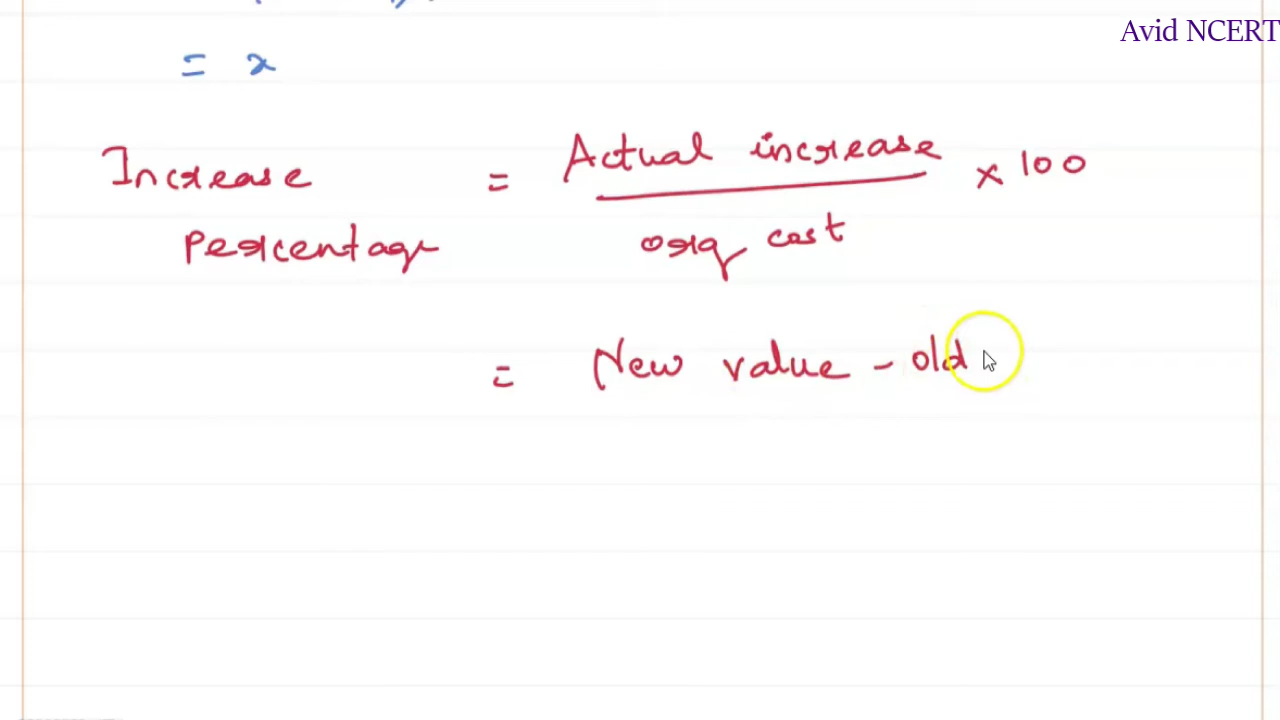 Avid NCERT
= x
Increase Percentage = Actual increase / orig cost × 100
= New value - old